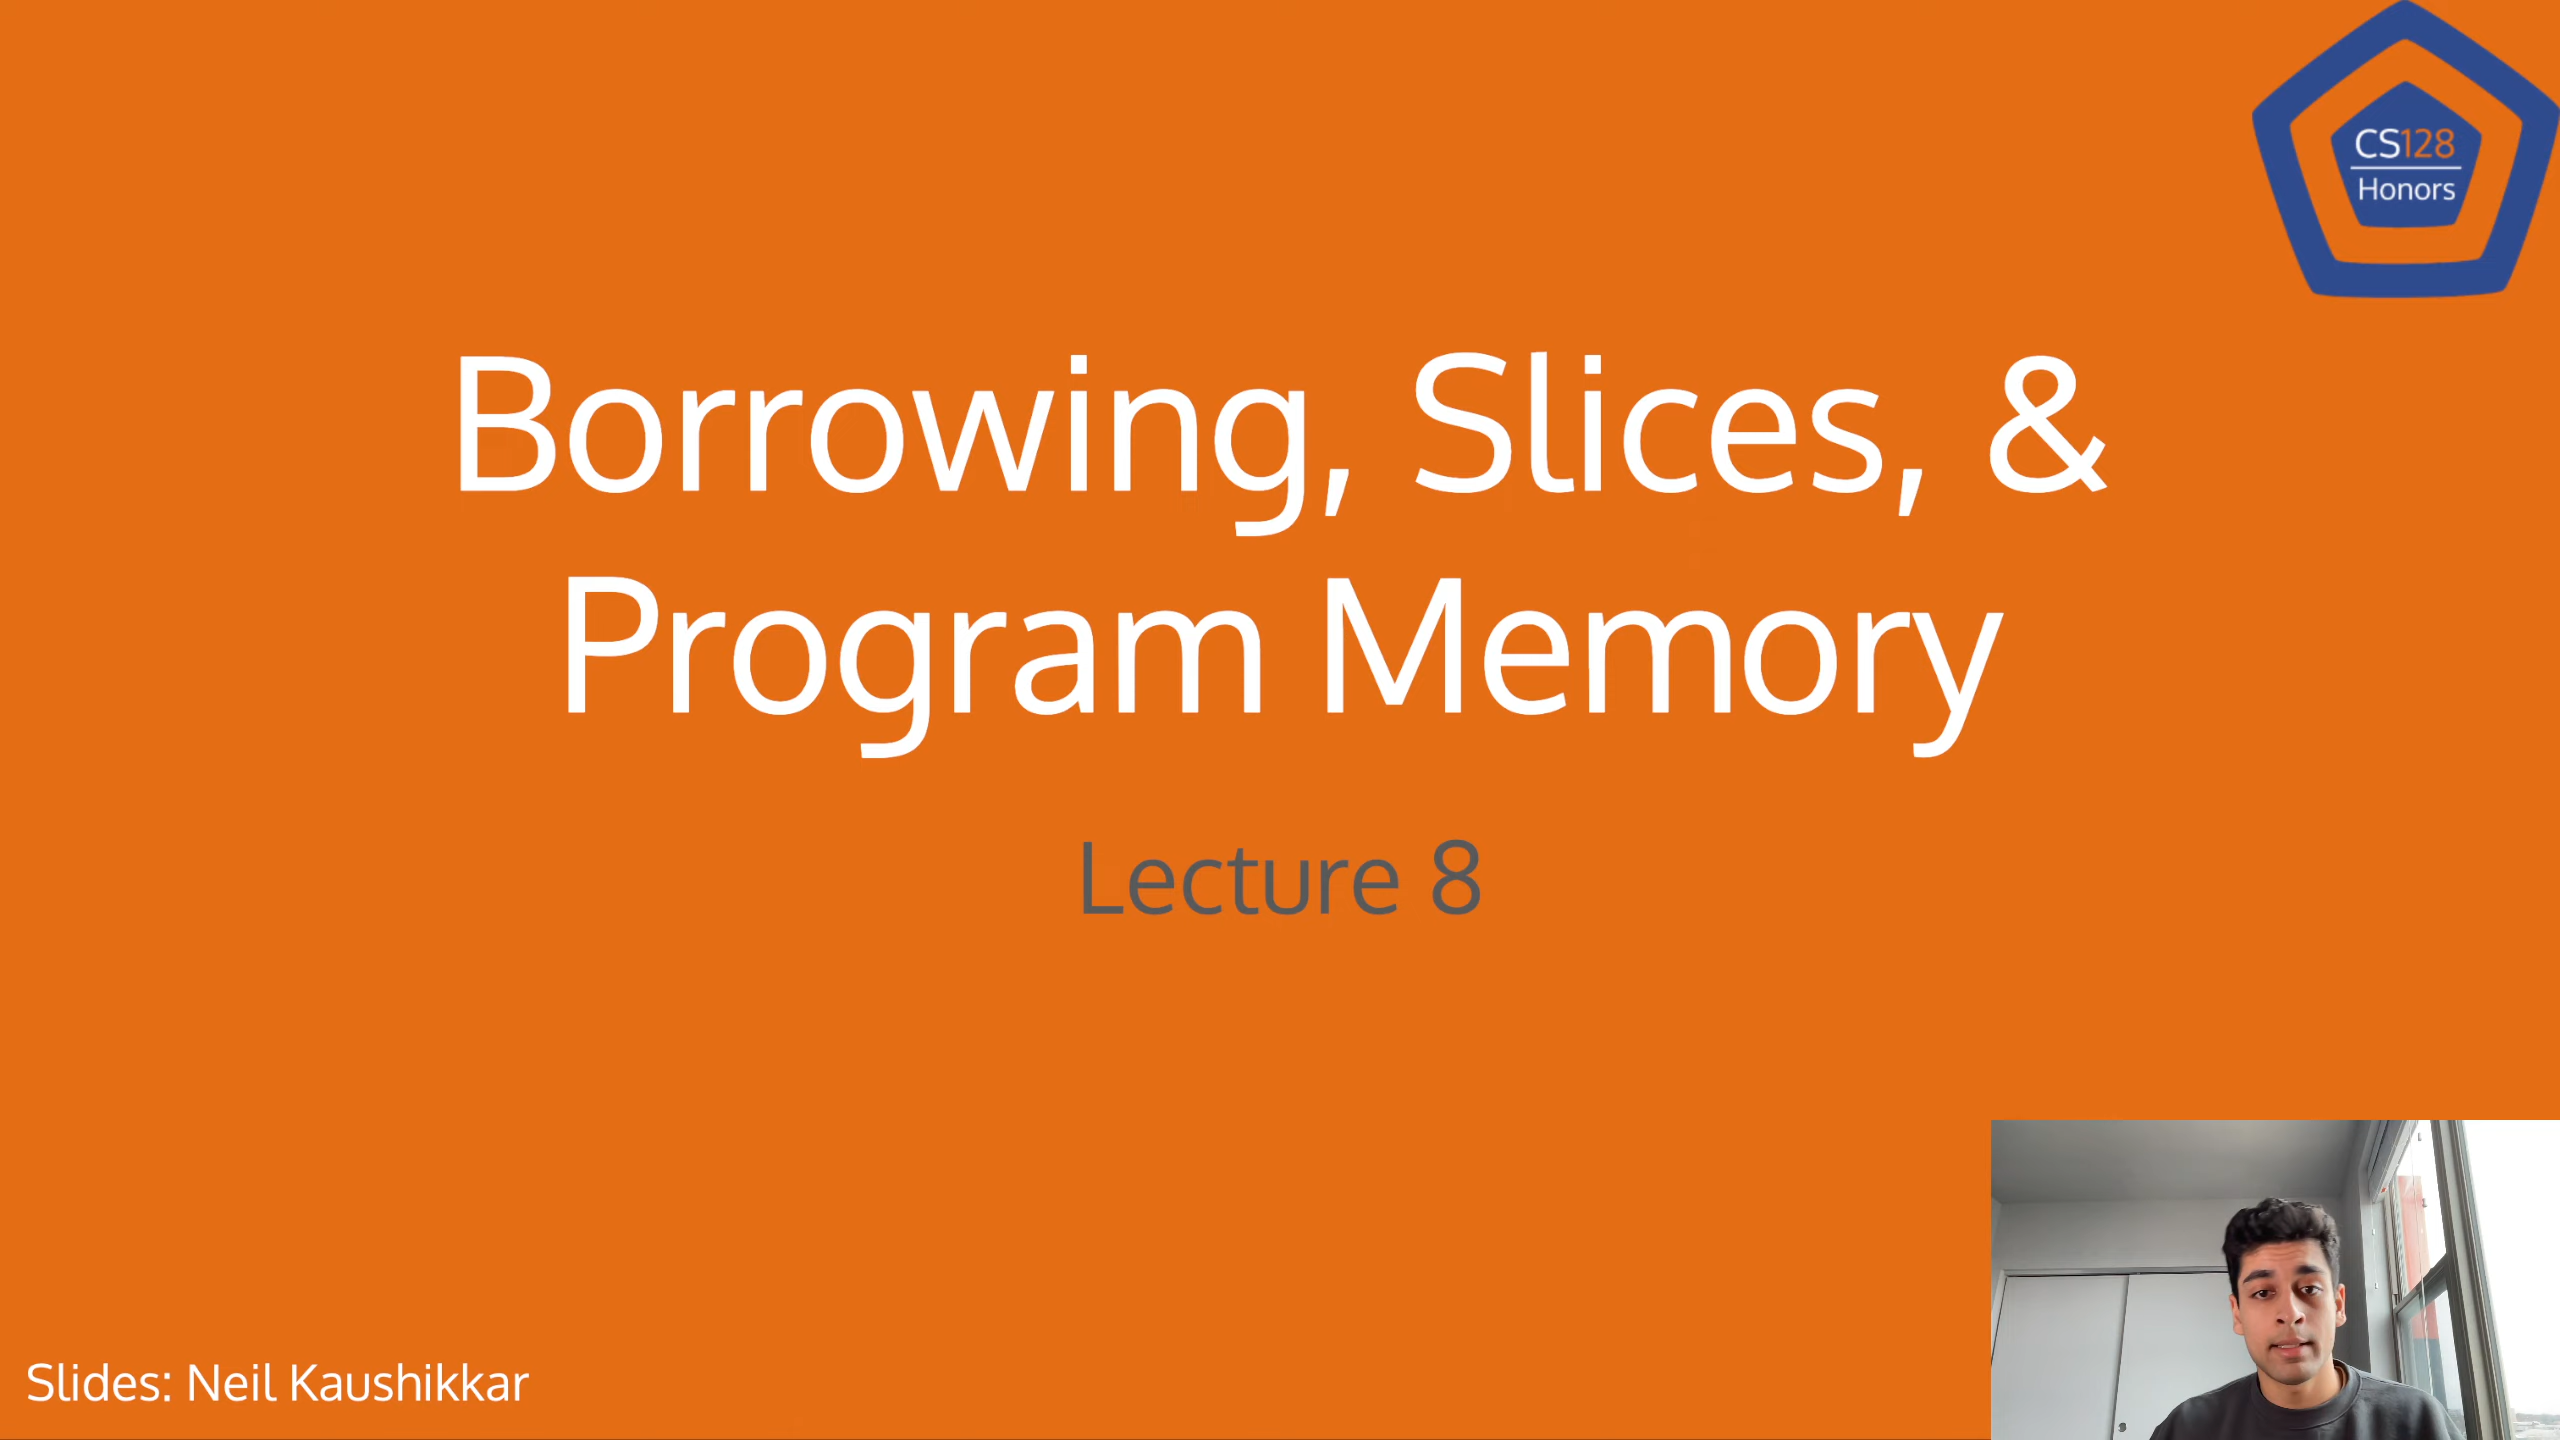 CS128
Honors
Borrowing, Slices, &
Program Memory
Lecture 8
Slides: Neil Kaushikkar